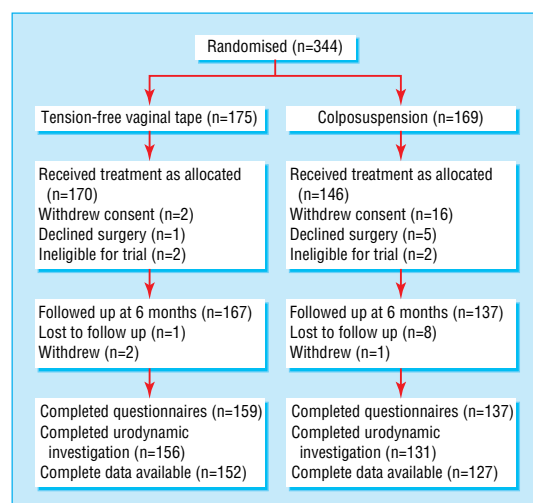 Randomised (n=344)
Tension-free vaginal tape (n=175)
Colposuspension (n=169)
Received treatment as allocated
(n=170)
Withdrew consent (n=2)
Declined surgery (n=1)
Ineligible for trial (n=2)
Received treatment as allocated
(n=146)
Withdrew consent (n=16)
Declined surgery (n=5)
Ineligible for trial (n=2)
Followed up at 6 months (n=167)
Lost to follow up (n=1)
Withdrew (n=2)
Followed up at 6 months (n=137)
Lost to follow up (n=8)
Withdrew (n=1)
Completed questionnaires (n=159)
Completed urodynamic
investigation (n=156)
Complete data available (n=152)
Completed questionnaires (n=137)
Completed urodynamic
investigation (n=131)
Complete data available (n=127)